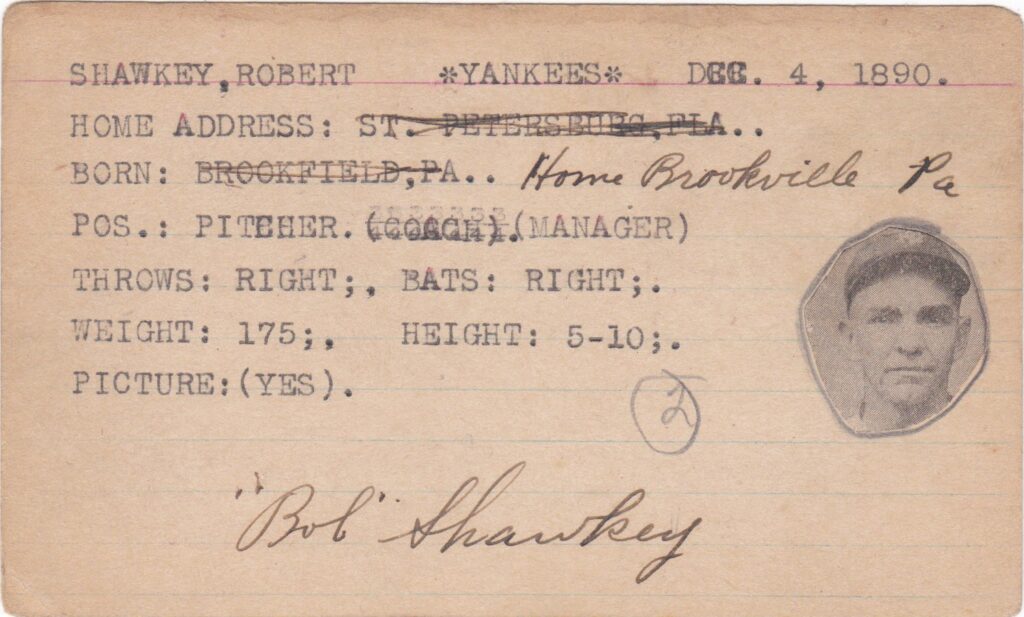 SHAWKEY,ROBERT *YANKEES* DEC. 4, 1890.
HOME ADDRESS: ST. PETERSBURG,FLA..
BORN: BROOKFIELD,PA.. Home Brookville Pa
POS.: PITCHER. (COACH). (MANAGER)
THROWS: RIGHT;, BATS: RIGHT;.
WEIGHT: 175;, HEIGHT: 5-10;.
PICTURE:(YES).
"Bob" Shawkey